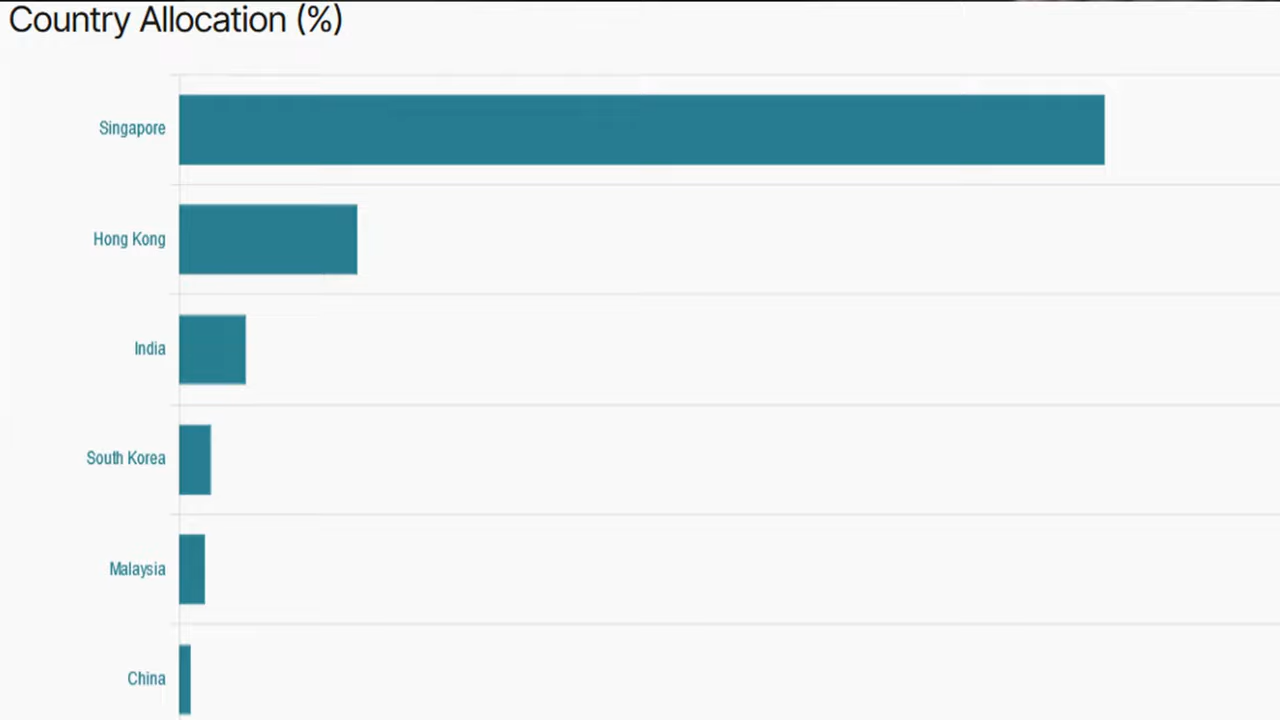 Country Allocation (%)
Singapore
Hong Kong
India
South Korea
Malaysia
China